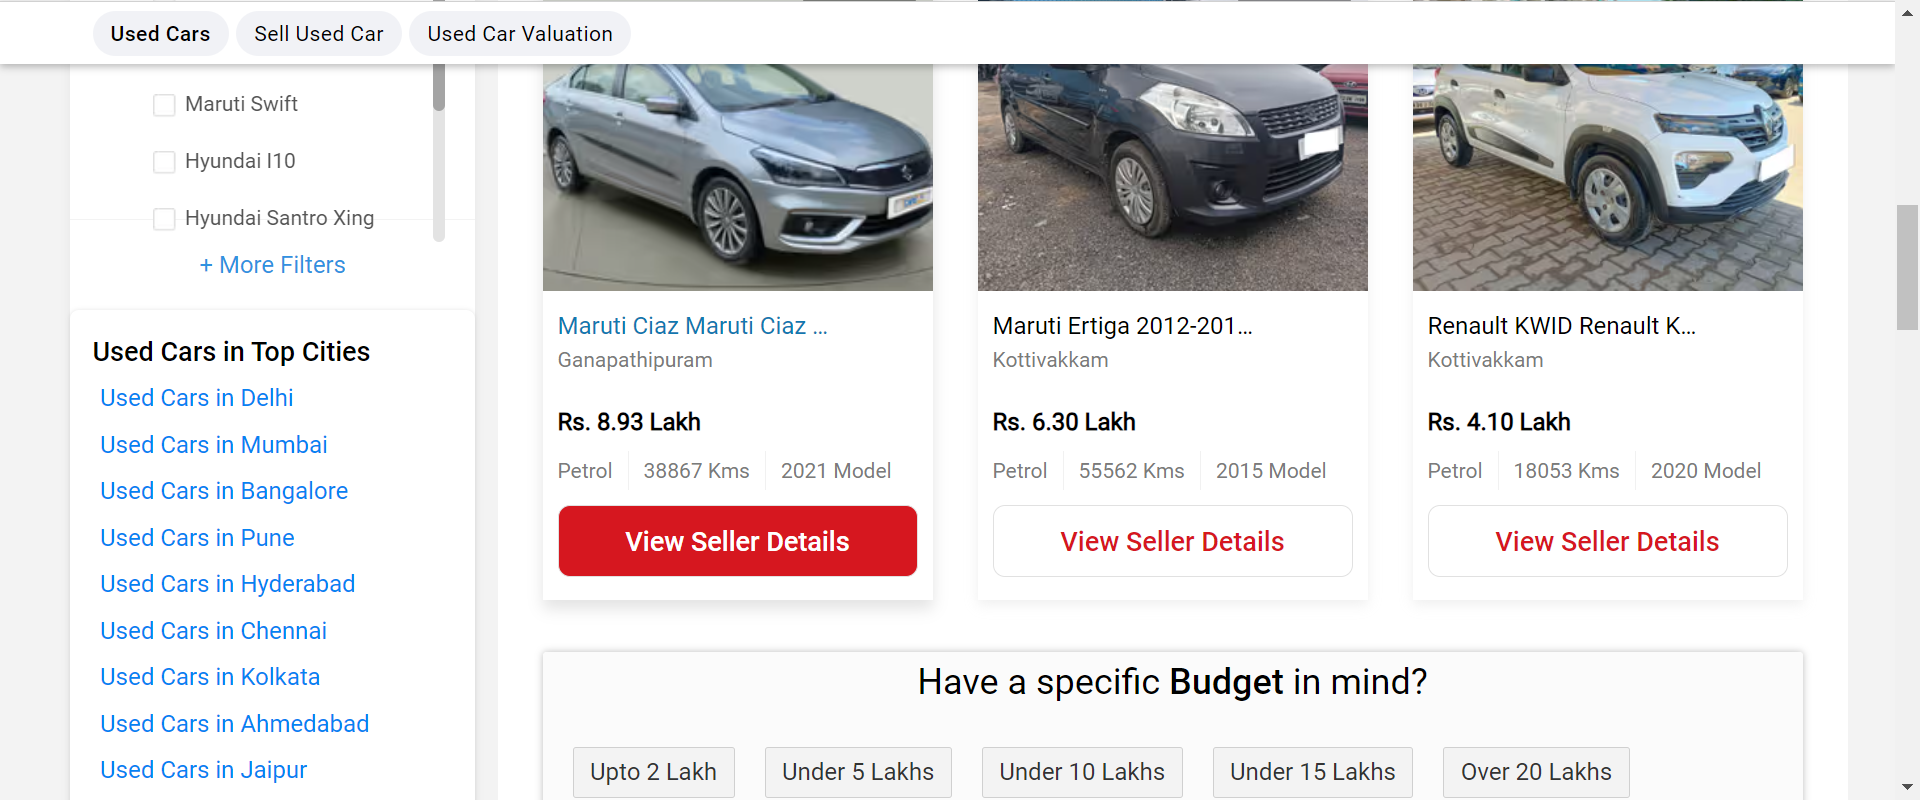 Used Cars
Sell Used Car
Used Car Valuation
Maruti Swift
Hyundai I10
Hyundai Santro Xing
+ More Filters
Used Cars in Top Cities
Used Cars in Delhi
Used Cars in Mumbai
Used Cars in Bangalore
Used Cars in Pune
Used Cars in Hyderabad
Used Cars in Chennai
Used Cars in Kolkata
Used Cars in Ahmedabad
Used Cars in Jaipur
Maruti Ciaz Maruti Ciaz ...
Ganapathipuram
Rs. 8.93 Lakh
Petrol 38867 Kms 2021 Model
View Seller Details
Maruti Ertiga 2012-201...
Kottivakkam
Rs. 6.30 Lakh
Petrol 55562 Kms 2015 Model
View Seller Details
Renault KWID Renault K...
Kottivakkam
Rs. 4.10 Lakh
Petrol 18053 Kms 2020 Model
View Seller Details
Have a specific Budget in mind?
Upto 2 Lakh
Under 5 Lakhs
Under 10 Lakhs
Under 15 Lakhs
Over 20 Lakhs